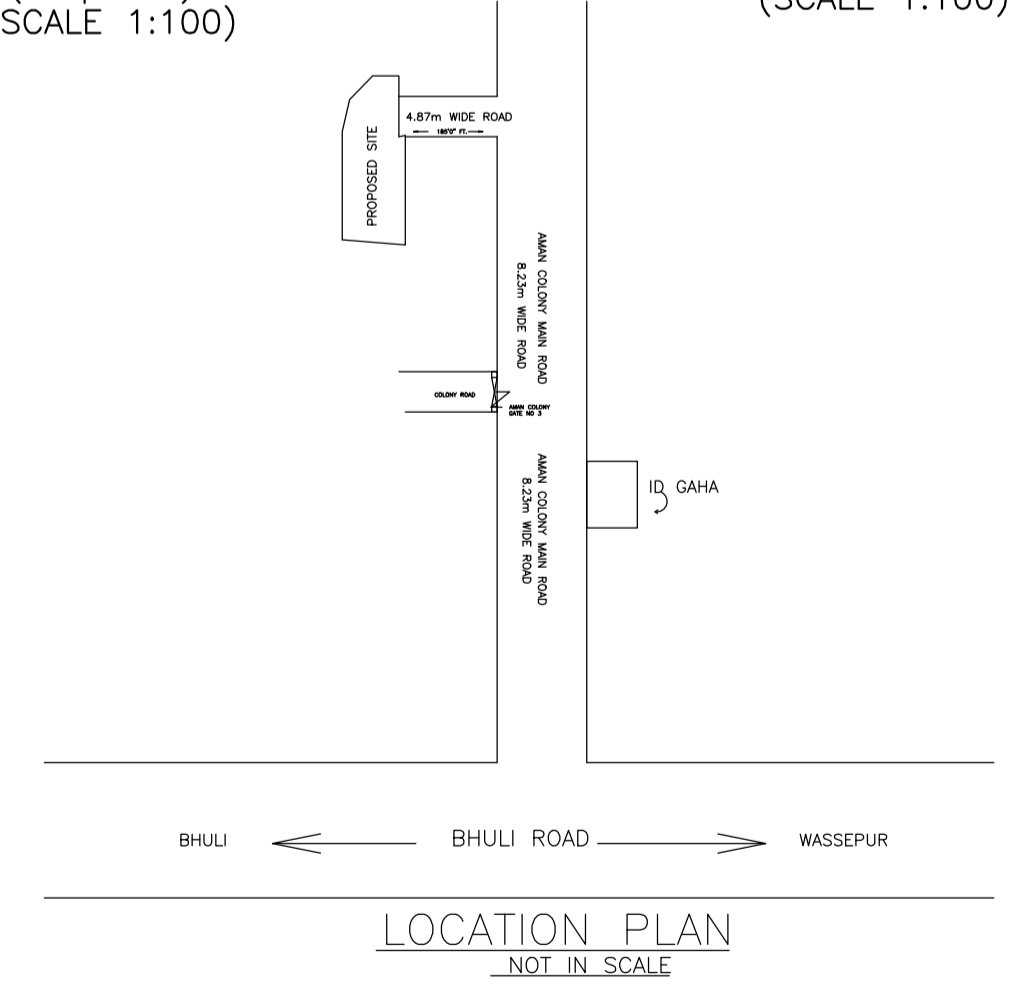 SCALE 1:100)
(SCALE 1:100)
4.87m WIDE ROAD
PROPOSED SITE
AMAN COLONY MAIN ROAD
8.23m WIDE ROAD
COLONY ROAD
AMAN COLONY
GATE NO 3
AMAN COLONY MAIN ROAD
8.23m WIDE ROAD
ID GAHA
BHULI
BHULI ROAD
WASSEPUR
LOCATION PLAN
NOT IN SCALE